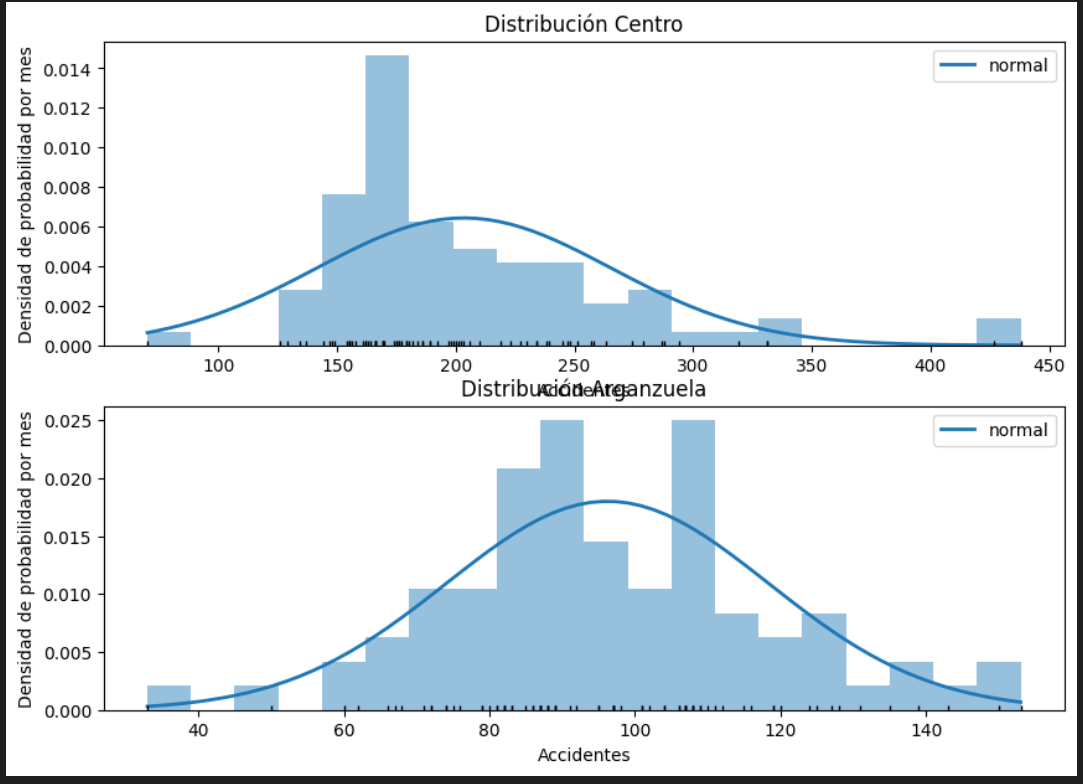 Distribución Centro
normal
Densidad de probabilidad por mes
0.014
0.012
0.010
0.008
0.006
0.004
0.002
0.000
100 150 200 250 300 350 400 450
Accidentes
Distribución Arganzuela
normal
Densidad de probabilidad por mes
0.025
0.020
0.015
0.010
0.005
0.000
40 60 80 100 120 140
Accidentes